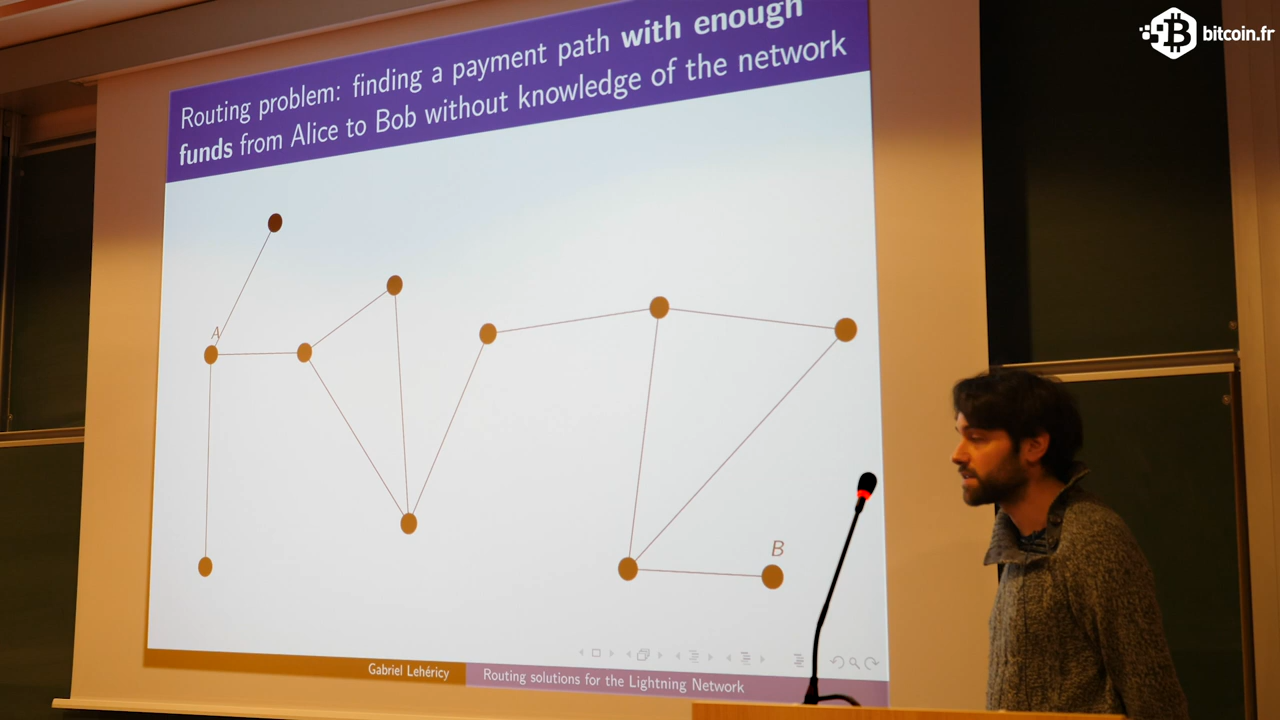 bitcoin.fr
Routing problem: finding a payment path with enough
funds from Alice to Bob without knowledge of the network
A
B
Gabriel Lehéricy
Routing solutions for the Lightning Network